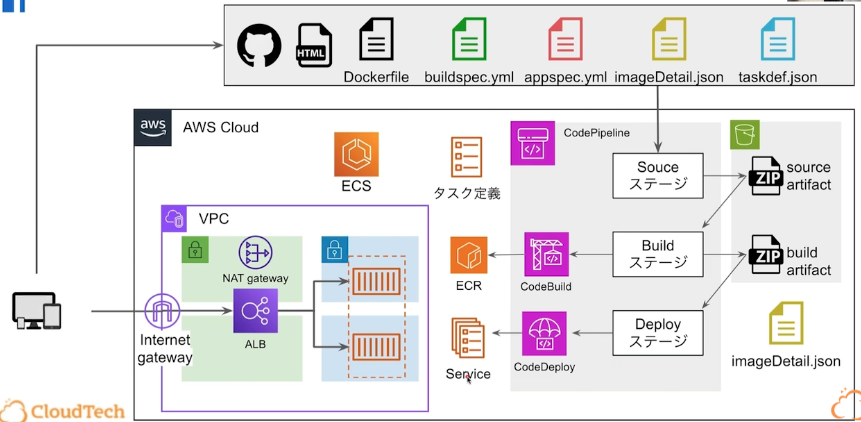 HTML
Dockerfile
buildspec.yml
appspec.yml
imageDetail.json
taskdef.json
aws
AWS Cloud
ECS
タスク定義
CodePipeline
Souce
ステージ
ZIP
source
artifact
VPC
NAT gateway
ECR
CodeBuild
Build
ステージ
ZIP
build
artifact
Internet
gateway
ALB
Service
CodeDeploy
Deploy
ステージ
imageDetail.json
CloudTech